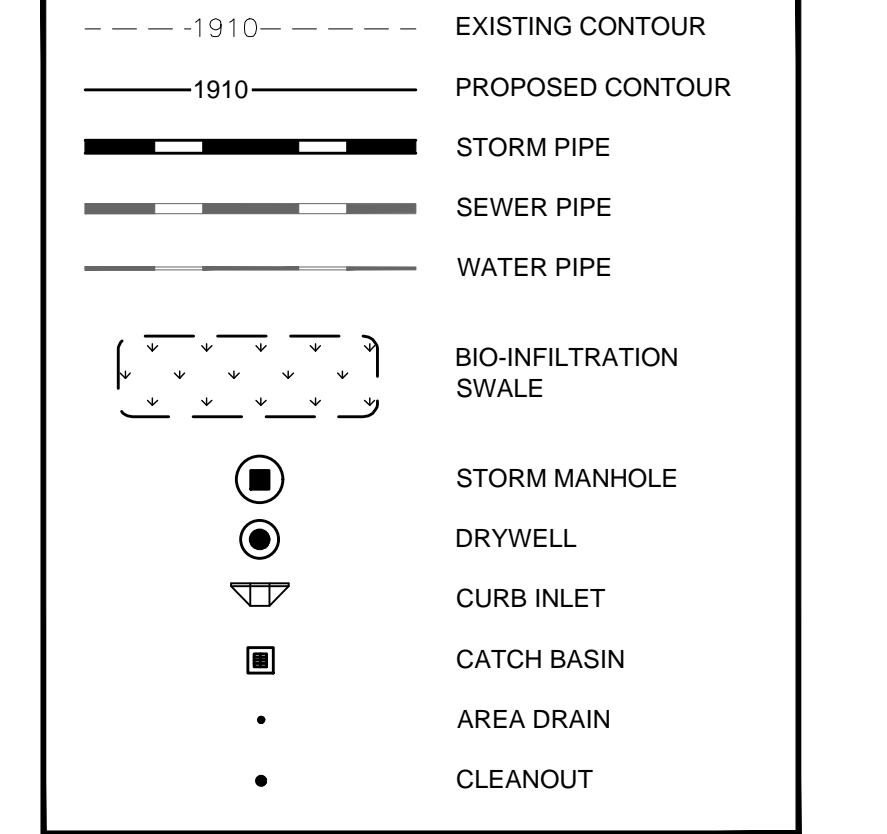 1910 EXISTING CONTOUR
1910 PROPOSED CONTOUR
STORM PIPE
SEWER PIPE
WATER PIPE
BIO-INFILTRATION
SWALE
STORM MANHOLE
DRYWELL
CURB INLET
CATCH BASIN
AREA DRAIN
CLEANOUT